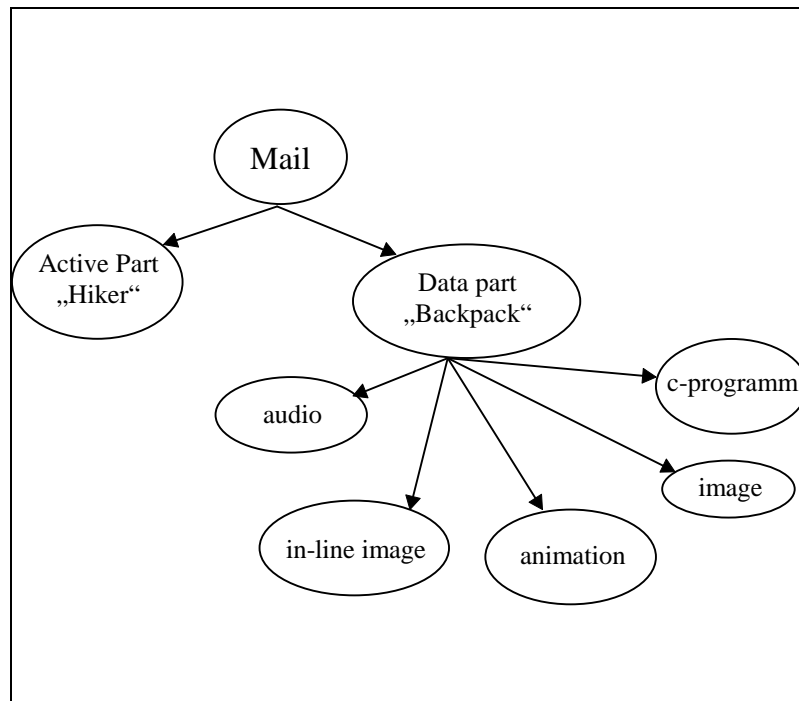 Mail
Active Part
„Hiker“
Data part
„Backpack“
c-programm
audio
image
in-line image
animation